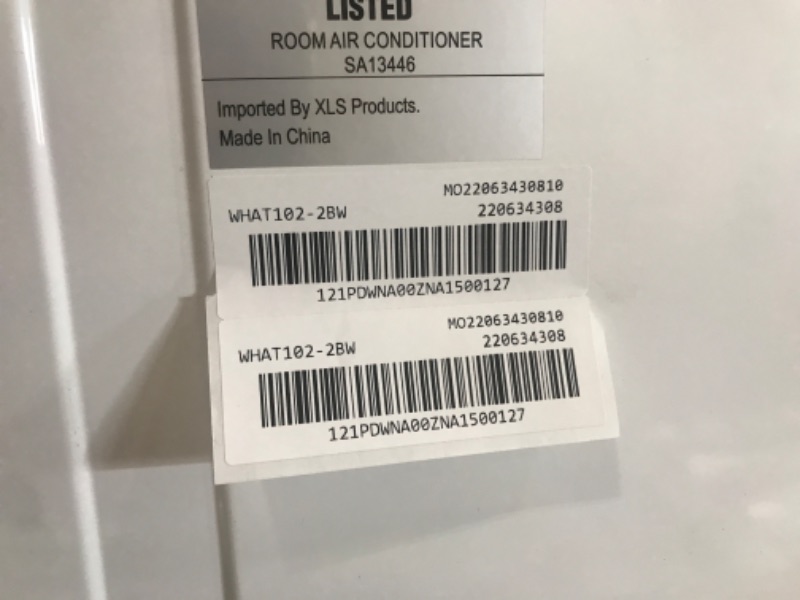 LISTED
ROOM AIR CONDITIONER
SA13446
Imported By XLS Products.
Made In China
MO22063430810
WHAT102-2BW
220634308
121PDWNA00ZNA1500127
MO22063430810
WHAT102-2BW
220634308
121PDWNA00ZNA1500127